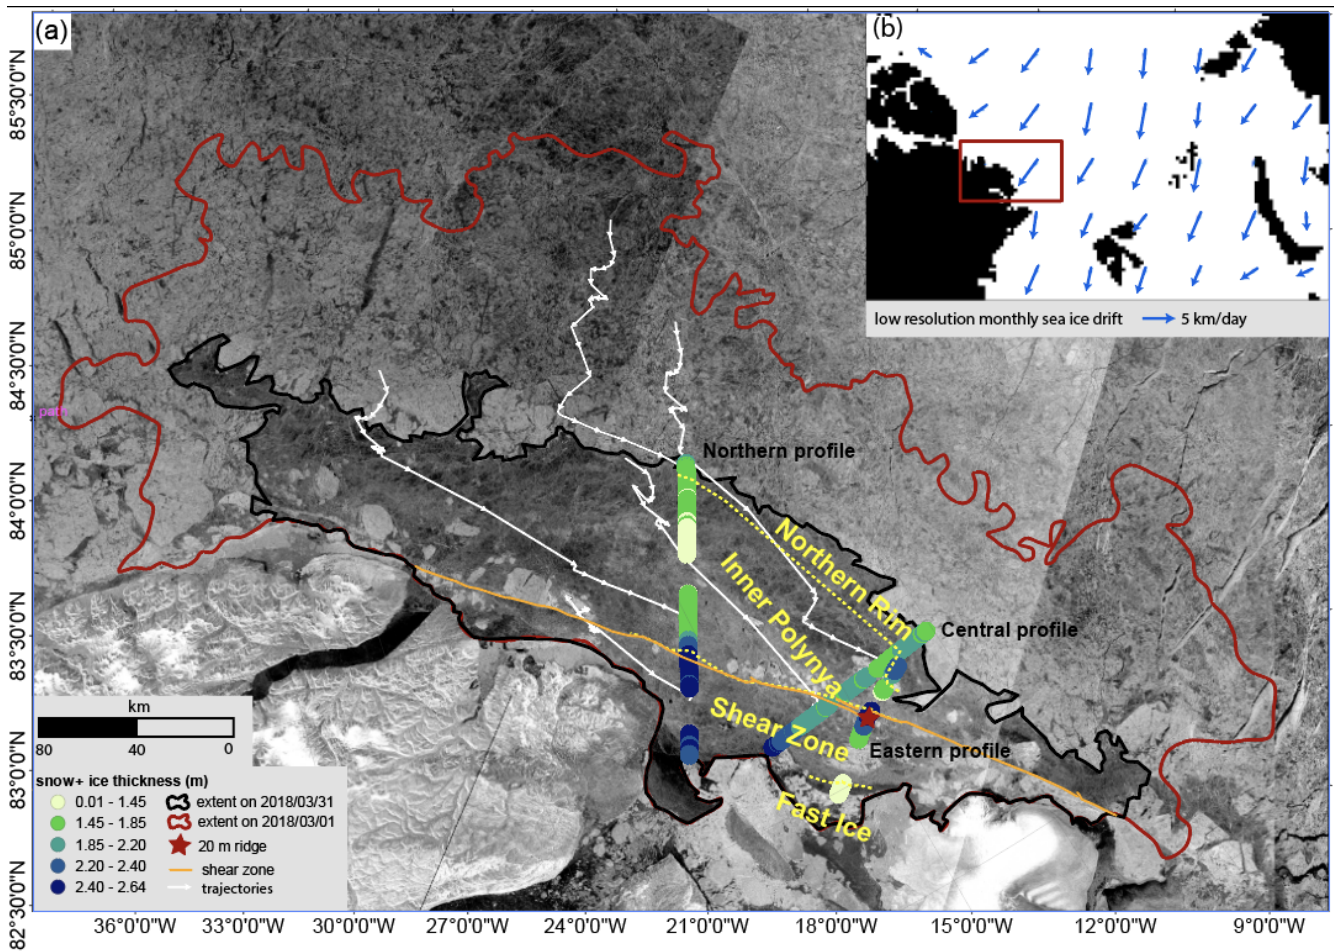 (a)
(b)
low resolution monthly sea ice drift
5 km/day
85°30'0"N
85°0'0"N
84°30'0"N
84°0'0"N
83°30'0"N
83°0'0"N
82°30'0"N
Northern profile
Northern Rim
Inner Polynya
Central profile
Shear Zone
Eastern profile
Fast Ice
km
80 40 0
snow+ ice thickness (m)
0.01 - 1.45 extent on 2018/03/31
1.45 - 1.85 extent on 2018/03/01
1.85 - 2.20 20 m ridge
2.20 - 2.40 shear zone
2.40 - 2.64 trajectories
36°0'0"W 33°0'0"W 30°0'0"W 27°0'0"W 24°0'0"W 21°0'0"W 18°0'0"W 15°0'0"W 12°0'0"W 9°0'0"W